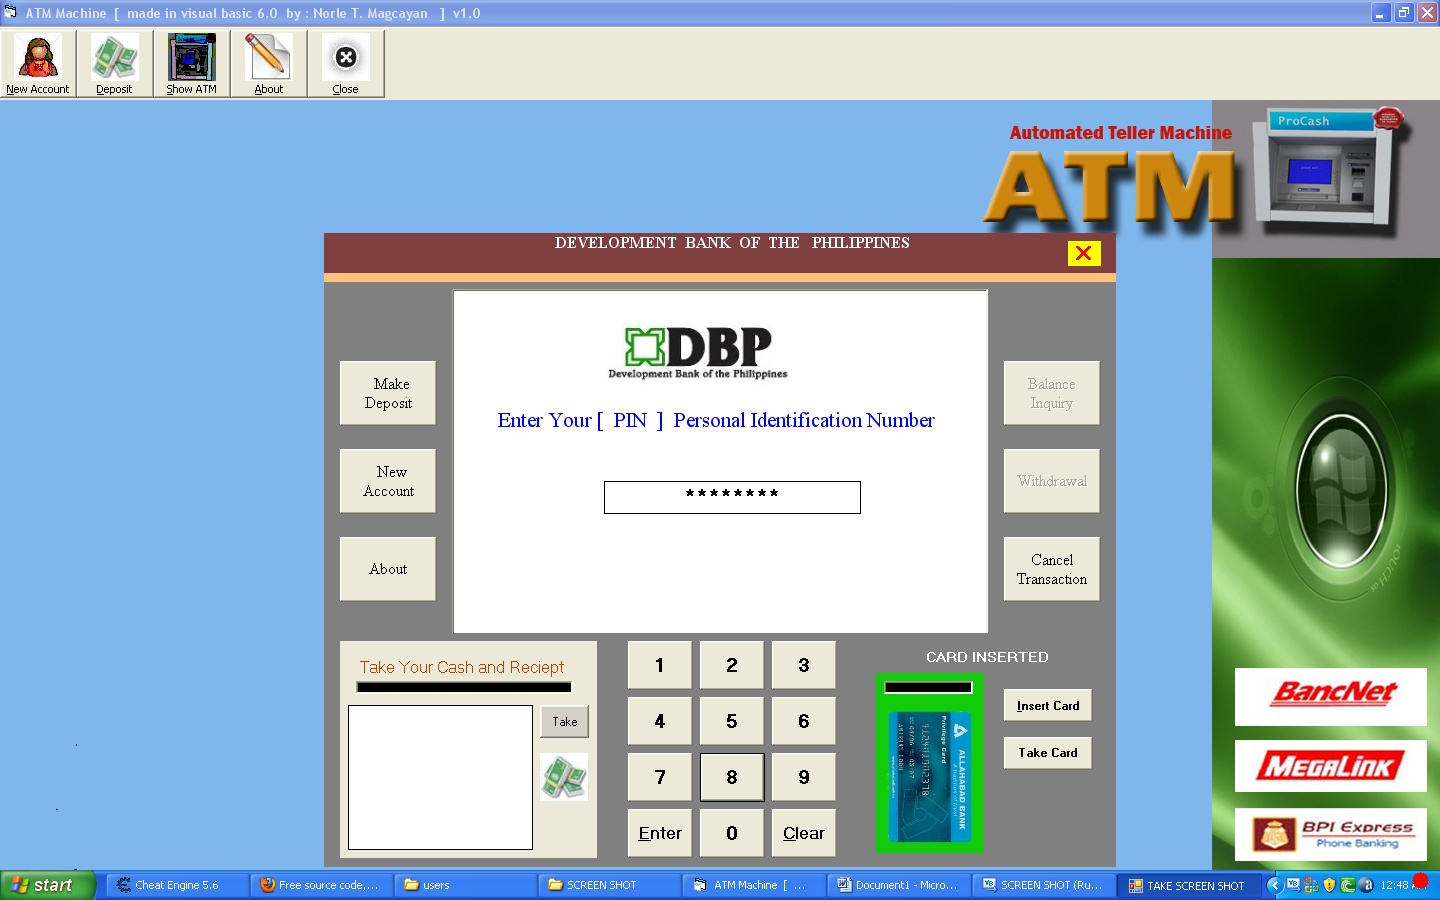 ATM Machine [ made in visual basic 6.0 by : Norle T. Magcayan ] v1.0
New Account
Deposit
Show ATM
About
Close
Automated Teller Machine
ATM
ProCash
DEVELOPMENT BANK OF THE PHILIPPINES
X
DBP
Development Bank of the Philippines
Make
Deposit
Balance
Inquiry
Enter Your [ PIN ] Personal Identification Number
New
Account
********
Withdrawal
About
Cancel
Transaction
Take Your Cash and Reciept
Take
1
2
3
4
5
6
7
8
9
Enter
0
Clear
CARD INSERTED
ALLAHABAD BANK
Privilege Card
Insert Card
Take Card
BancNet
MEGALINK
BPI Express
Phone Banking
start
Cheat Engine 5.6
Free source code,...
users
SCREEN SHOT
ATM Machine [ ...
Document1 - Micro...
SCREEN SHOT (Ru...
TAKE SCREEN SHOT
12:48